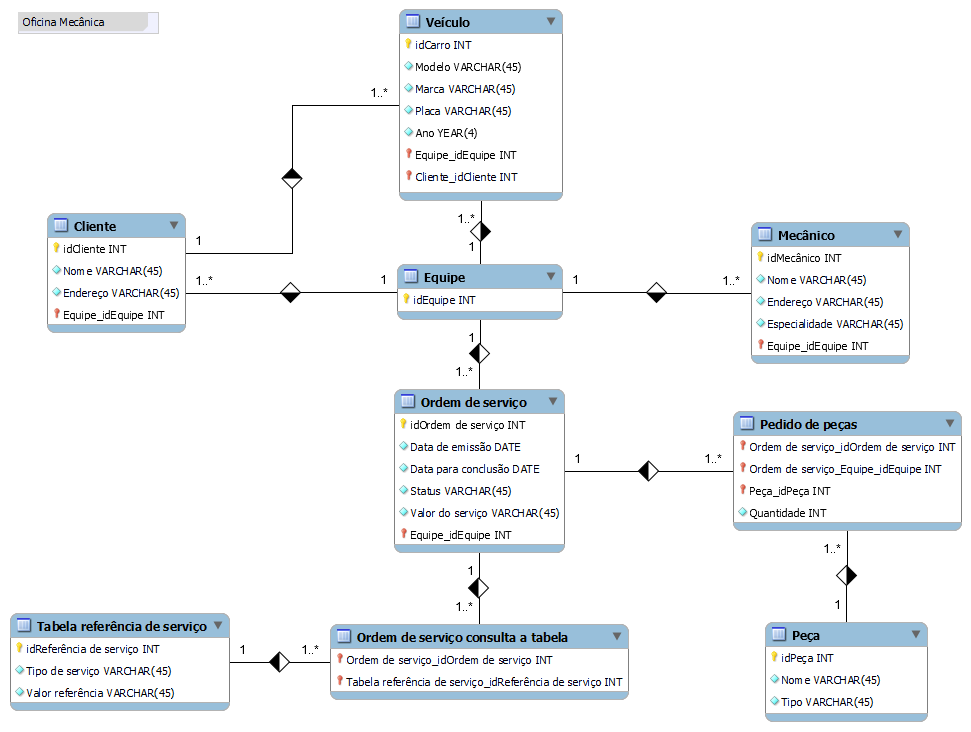 Oficina Mecânica
Veículo
idCarro INT
Modelo VARCHAR(45)
Marca VARCHAR(45)
Placa VARCHAR(45)
Ano YEAR(4)
Equipe_idEquipe INT
Cliente_idCliente INT
1..*
1
1..*
1
Cliente
idCliente INT
Nome VARCHAR(45)
Endereço VARCHAR(45)
Equipe_idEquipe INT
1..*
1
Equipe
idEquipe INT
1
1..*
Mecânico
idMecânico INT
Nome VARCHAR(45)
Endereço VARCHAR(45)
Especialidade VARCHAR(45)
Equipe_idEquipe INT
1
1..*
Ordem de serviço
idOrdem de serviço INT
Data de emissão DATE
Data para conclusão DATE
Status VARCHAR(45)
Valor do serviço VARCHAR(45)
Equipe_idEquipe INT
1
1..*
Pedido de peças
Ordem de serviço_idOrdem de serviço INT
Ordem de serviço_Equipe_idEquipe INT
Peça_idPeça INT
Quantidade INT
1..*
1
Peça
idPeça INT
Nome VARCHAR(45)
Tipo VARCHAR(45)
1
1..*
Tabela referência de serviço
idReferência de serviço INT
Tipo de serviço VARCHAR(45)
Valor referência VARCHAR(45)
1
1..*
Ordem de serviço consulta a tabela
Ordem de serviço_idOrdem de serviço INT
Tabela referência de serviço_idReferência de serviço INT